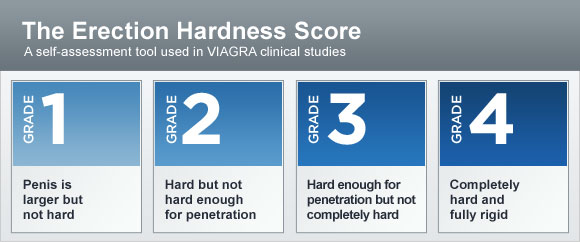 The Erection Hardness Score
A self-assessment tool used in VIAGRA clinical studies
GRADE 1
Penis is
larger but
not hard
GRADE 2
Hard but not
hard enough
for penetration
GRADE 3
Hard enough for
penetration but not
completely hard
GRADE 4
Completely
hard and
fully rigid